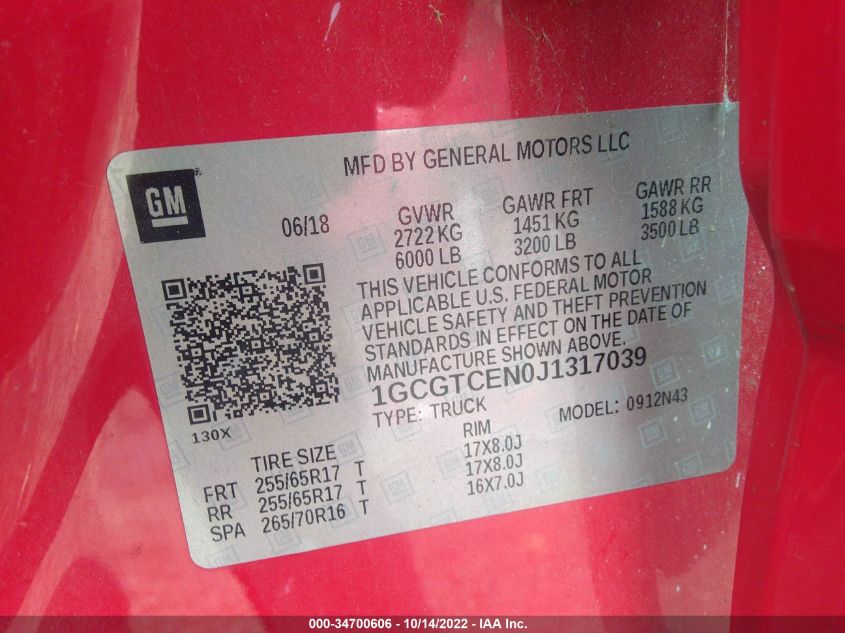 MFD BY GENERAL MOTORS LLC
GM
06/18
GVWR GAWR FRT GAWR RR
2722 KG 1451 KG 1588 KG
6000 LB 3200 LB 3500 LB
THIS VEHICLE CONFORMS TO ALL
APPLICABLE U.S. FEDERAL MOTOR
VEHICLE SAFETY AND THEFT PREVENTION
STANDARDS IN EFFECT ON THE DATE OF
MANUFACTURE SHOWN ABOVE.
1GCGTCEN0J1317039
TYPE: TRUCK MODEL: 0912N43
130X
TIRE SIZE RIM
FRT 255/65R17 T 17X8.0J
RR 255/65R17 T 17X8.0J
SPA 265/70R16 T 16X7.0J
000-34700606 / 10/14/2022 - IAA Inc.